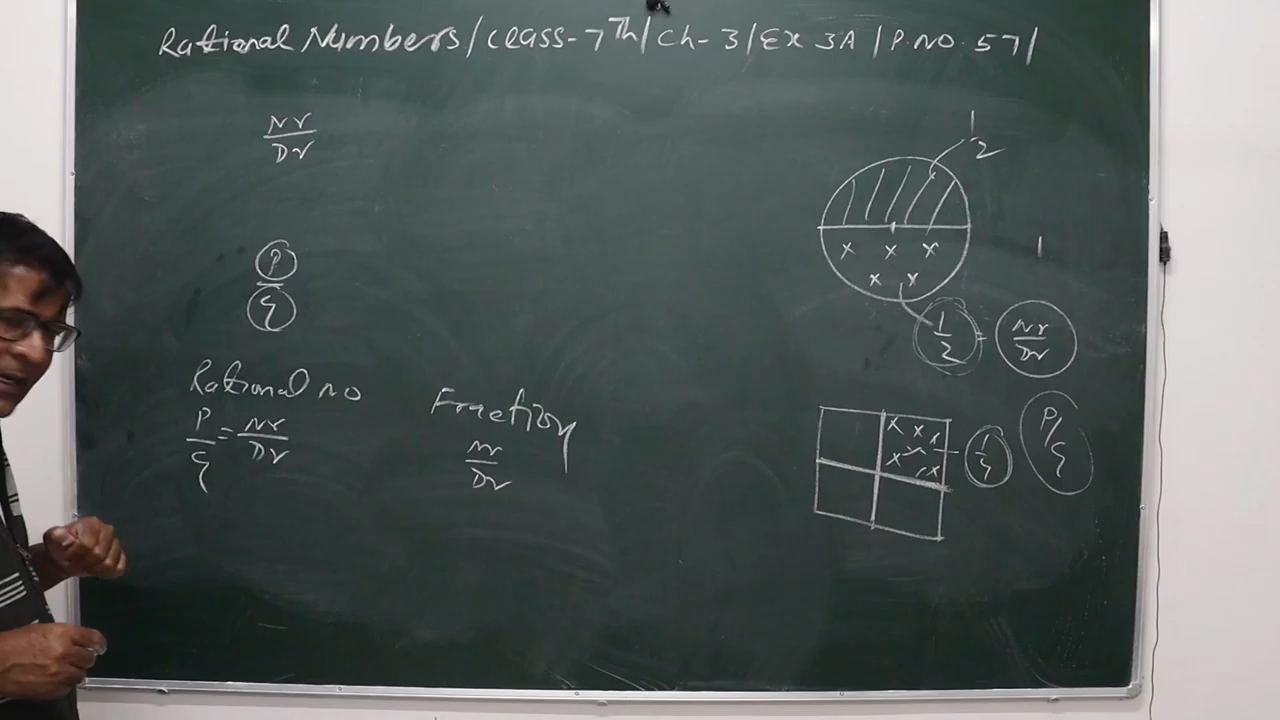 Rational Numbers/Class-7th/Ch-3/Ex 3A/P.NO.57/
Nr
Dr
1
2
P
q
1
1
2
=
Nr
Dr
Rational no
P
q
=
Nr
Dr
Fraction
Nr
Dr
1
4
P/q